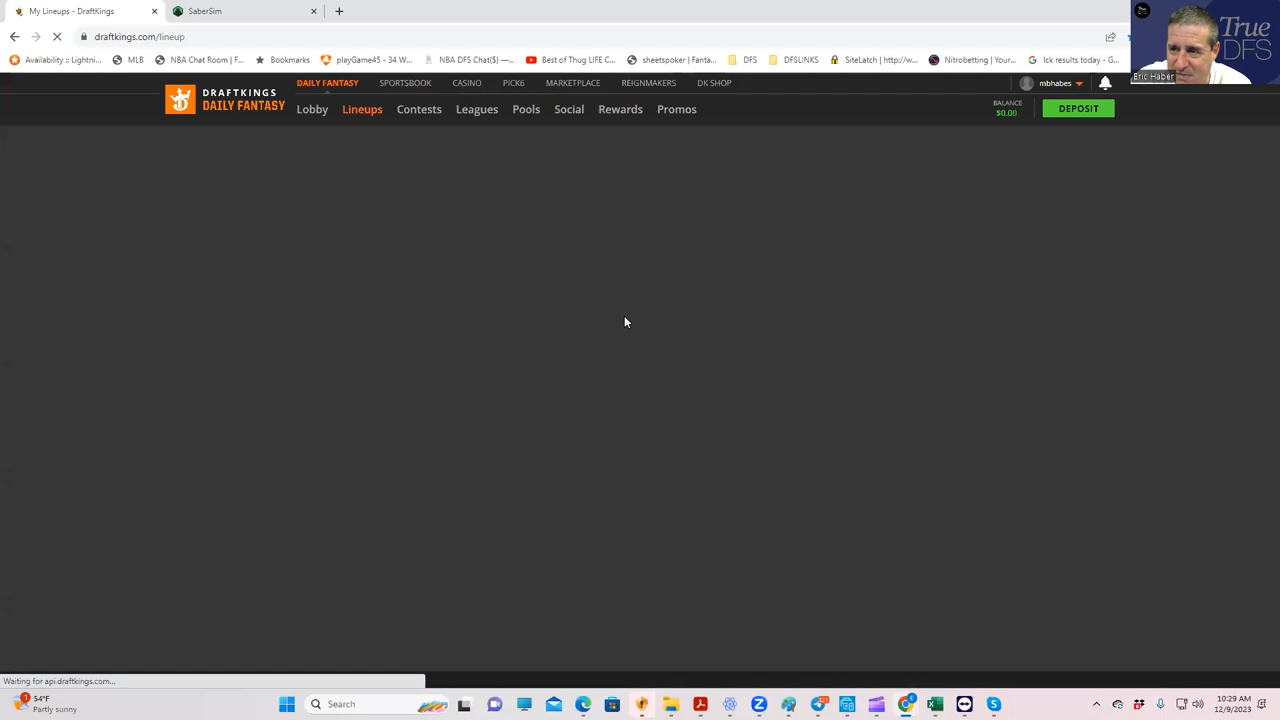 My Lineups - DraftKings
SaberSim
draftkings.com/lineup
Availability :: Lightni...
MLB
NBA Chat Room | F...
Bookmarks
playGame45 - 34 W...
NBA DFS Chat($) —...
Best of Thug LIFE C...
sheetspoker | Fanta...
DFS
DFSLINKS
SiteLatch | http://w...
Nitrobetting | Your...
Ick results today - G...
True
DFS
Eric Haber
DRAFTKINGS
DAILY FANTASY
DAILY FANTASY
SPORTSBOOK
CASINO
PICK6
MARKETPLACE
REIGNMAKERS
DK SHOP
mbhabes
Lobby
Lineups
Contests
Leagues
Pools
Social
Rewards
Promos
BALANCE
$0.00
DEPOSIT
Waiting for api.draftkings.com...
1
54°F
Partly sunny
Search
10:29 AM
12/9/2023